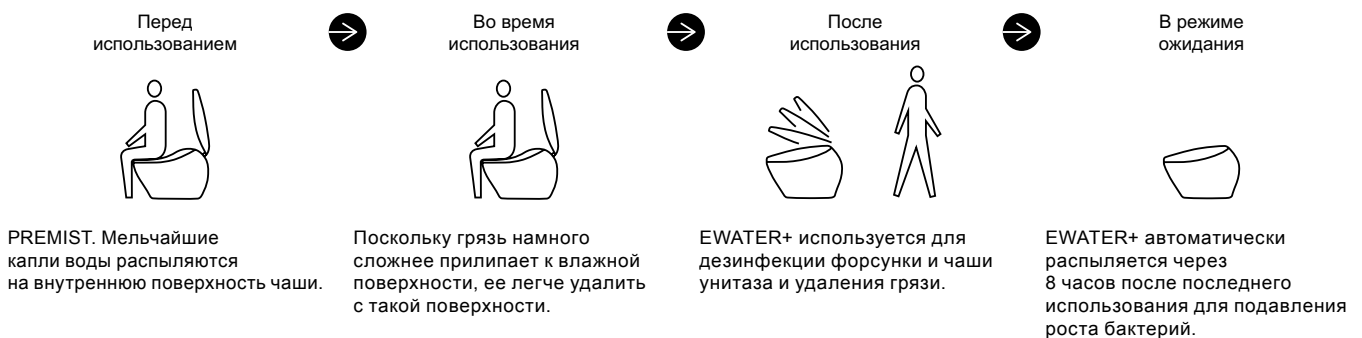 Перед
использованием
Во время
использования
После
использования
В режиме
ожидания
PREMIST. Мельчайшие
капли воды распыляются
на внутреннюю поверхность чаши.
Поскольку грязь намного
сложнее прилипает к влажной
поверхности, ее легче удалить
с такой поверхности.
EWATER+ используется для
дезинфекции форсунки и чаши
унитаза и удаления грязи.
EWATER+ автоматически
распыляется через
8 часов после последнего
использования для подавления
роста бактерий.